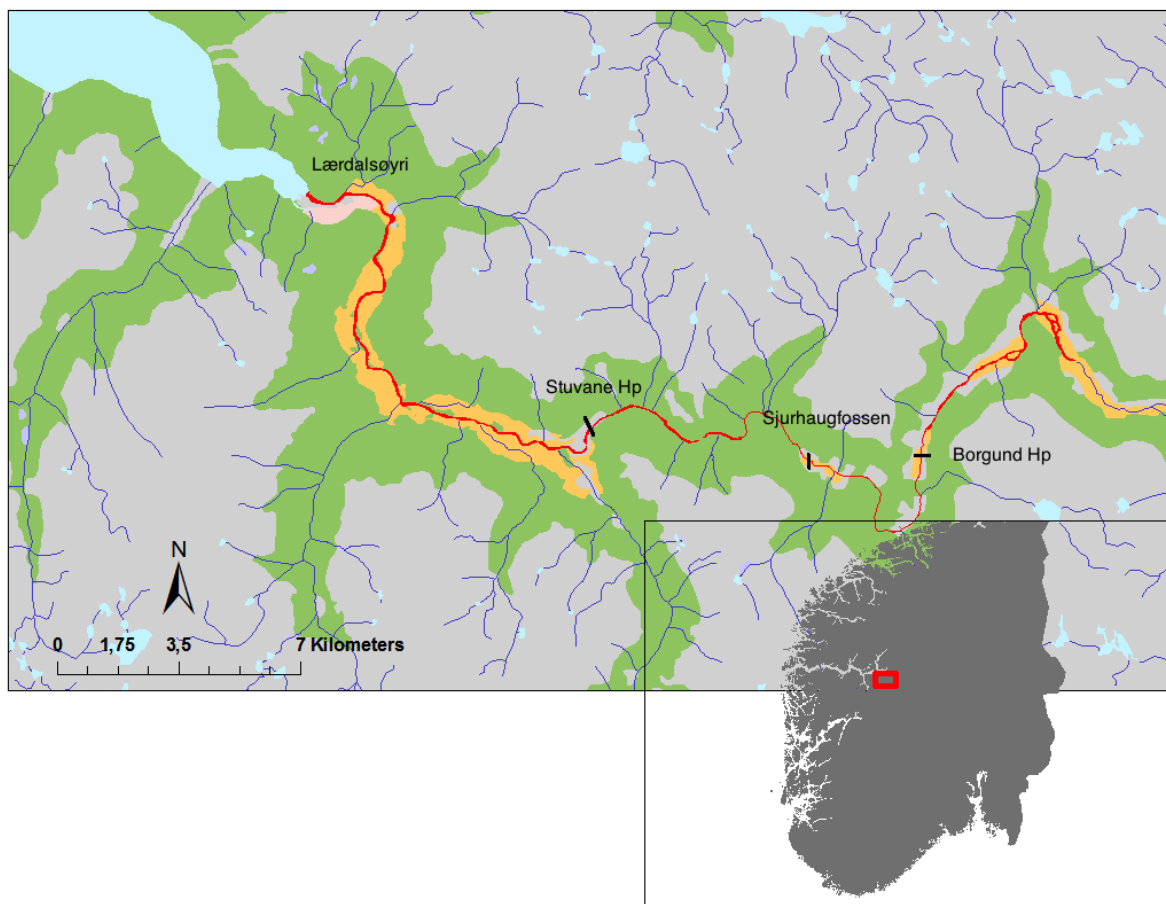 Lærdalsøyri
Stuvane Hp
Sjurhaugfossen
Borgund Hp
N
0 1,75 3,5 7 Kilometers